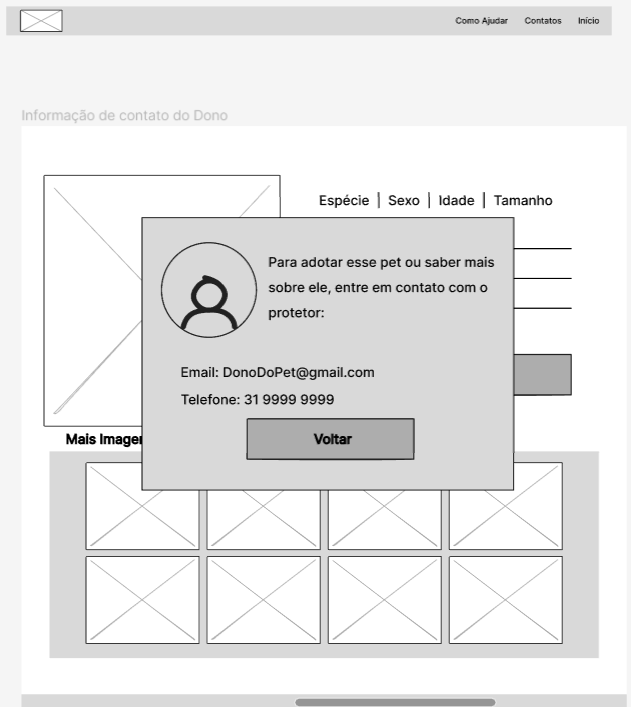 Como Ajudar Contatos Início
Informação de contato do Dono
Espécie | Sexo | Idade | Tamanho
Para adotar esse pet ou saber mais
sobre ele, entre em contato com o
protetor:
Email: DonoDoPet@gmail.com
Telefone: 31 9999 9999
Voltar
Mais